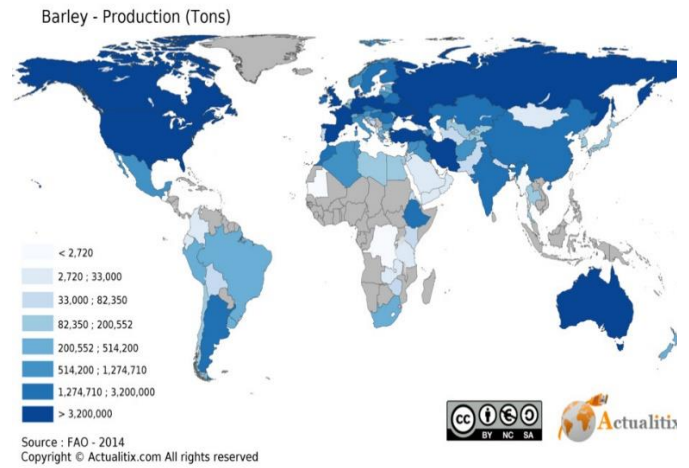 Barley - Production (Tons)
< 2,720
2,720 ; 33,000
33,000 ; 82,350
82,350 ; 200,552
200,552 ; 514,200
514,200 ; 1,274,710
1,274,710 ; 3,200,000
> 3,200,000
cc
BY NC SA
Actualitix
Source : FAO - 2014
Copyright © Actualitix.com All rights reserved